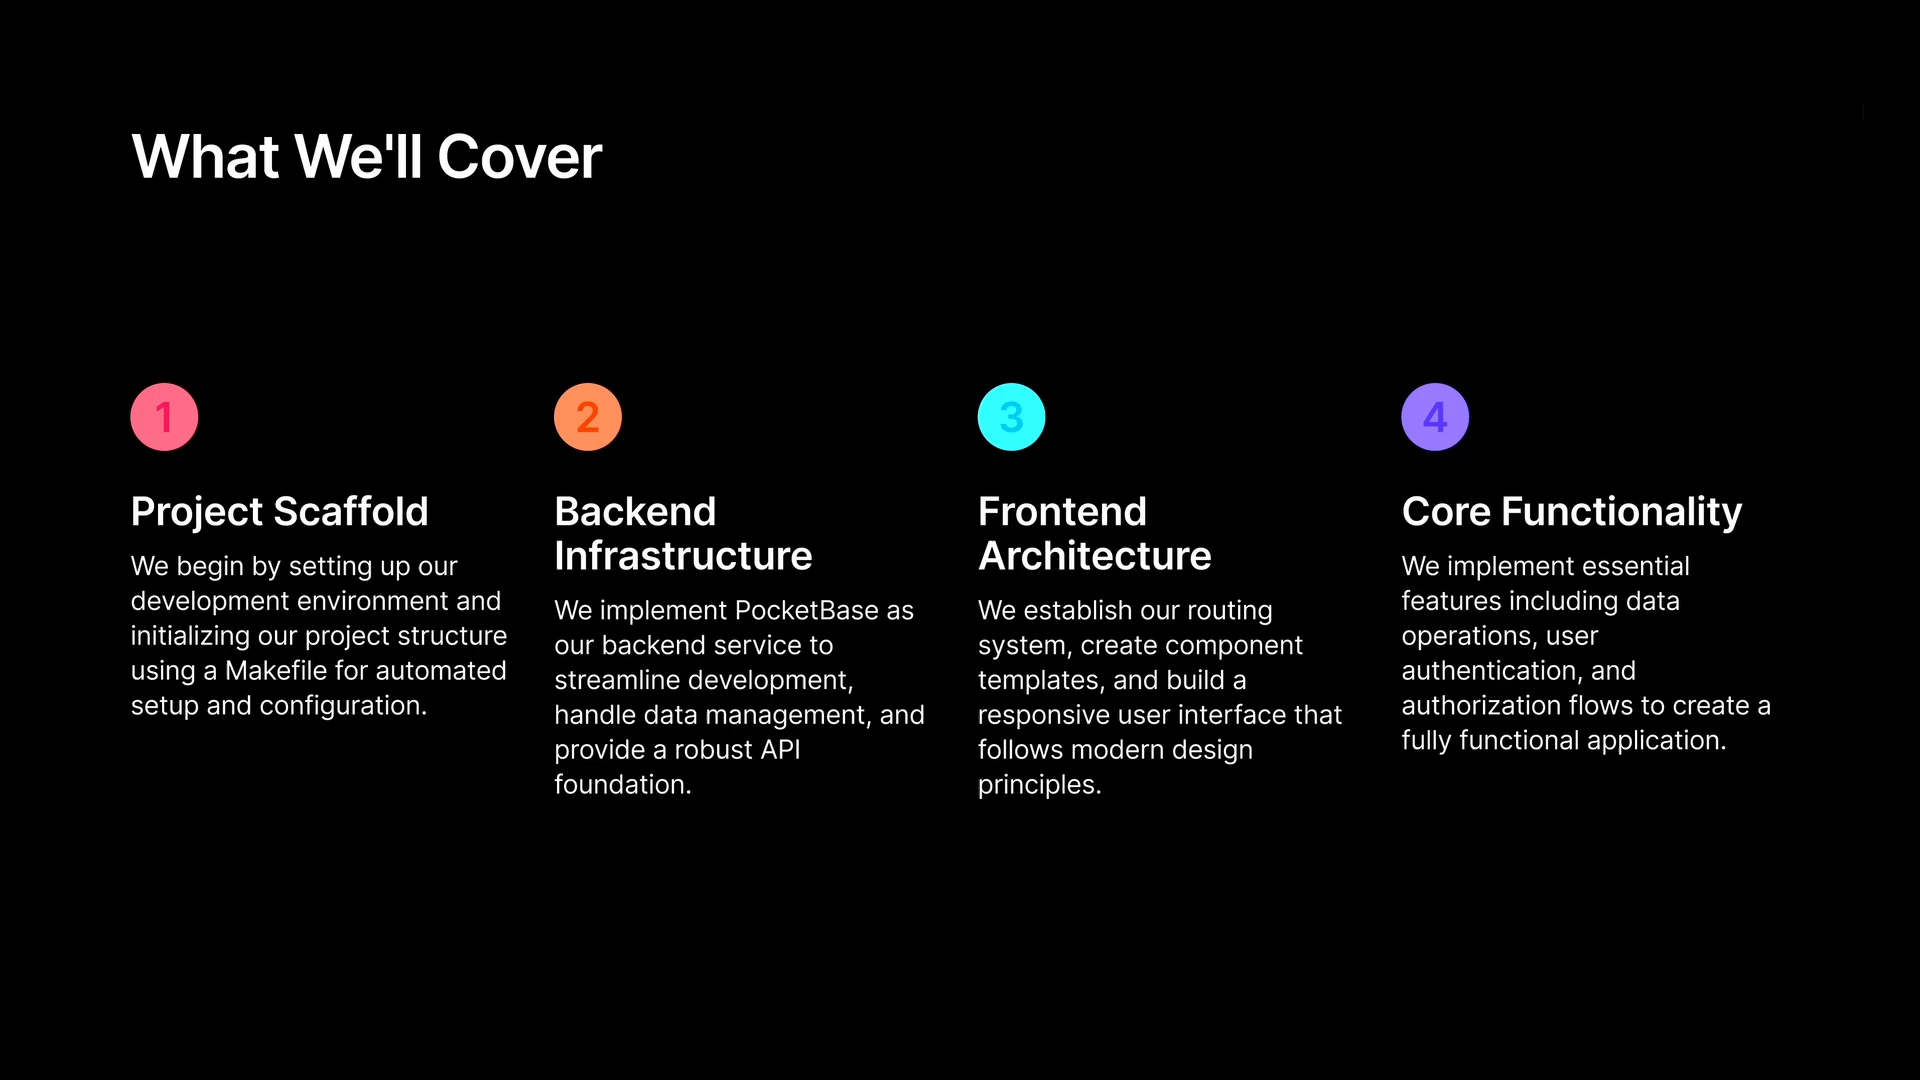 What We'll Cover
1
Project Scaffold
We begin by setting up our
development environment and
initializing our project structure
using a Makefile for automated
setup and configuration.
2
Backend
Infrastructure
We implement PocketBase as
our backend service to
streamline development,
handle data management, and
provide a robust API
foundation.
3
Frontend
Architecture
We establish our routing
system, create component
templates, and build a
responsive user interface that
follows modern design
principles.
4
Core Functionality
We implement essential
features including data
operations, user
authentication, and
authorization flows to create a
fully functional application.